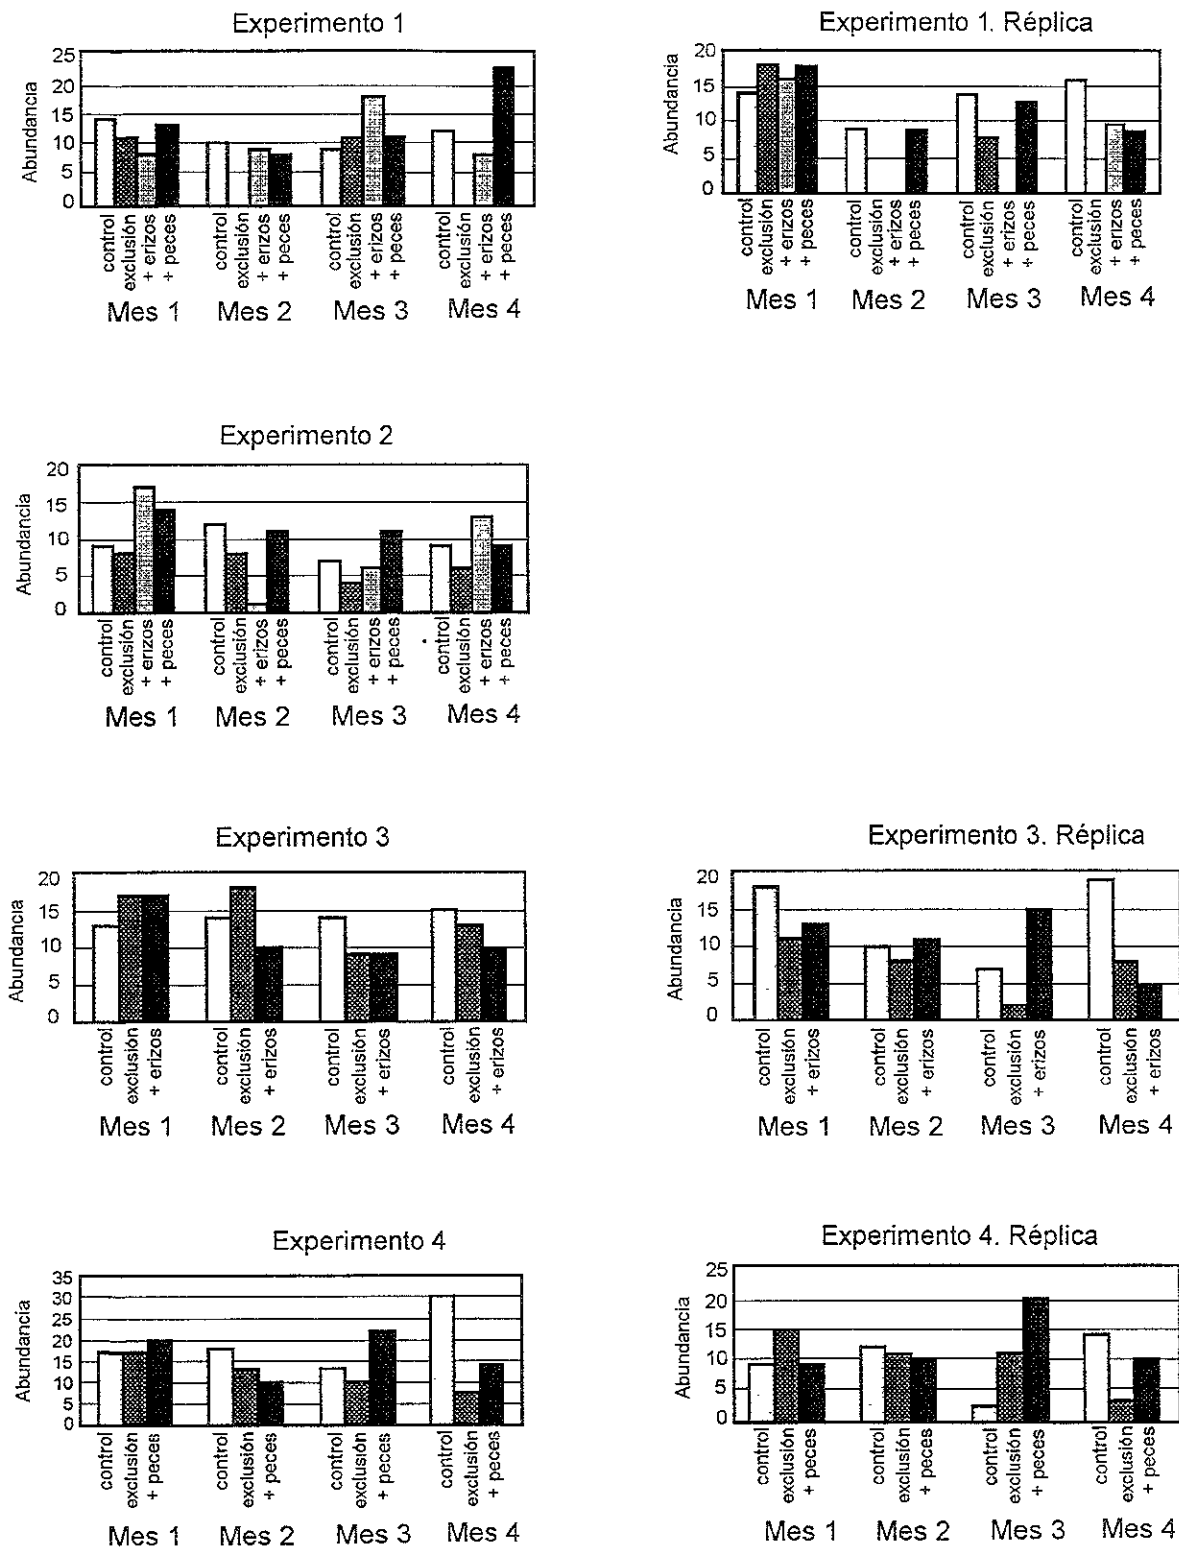 Experimento 1
Abundancia
25
20
15
10
5
0
control
exclusión
+ erizos
+ peces
control
exclusión
+ erizos
+ peces
control
exclusión
+ erizos
+ peces
control
exclusión
+ erizos
+ peces
Mes 1 Mes 2 Mes 3 Mes 4
Experimento 1. Réplica
Abundancia
20
15
10
5
0
control
exclusión
+ erizos
+ peces
control
exclusión
+ erizos
+ peces
control
exclusión
+ erizos
+ peces
control
exclusión
+ erizos
+ peces
Mes 1 Mes 2 Mes 3 Mes 4
Experimento 2
Abundancia
20
15
10
5
0
control
exclusión
+ erizos
+ peces
control
exclusión
+ erizos
+ peces
control
exclusión
+ erizos
+ peces
control
exclusión
+ erizos
+ peces
Mes 1 Mes 2 Mes 3 Mes 4
Experimento 3
Abundancia
20
15
10
5
0
control
exclusión
+ erizos
control
exclusión
+ erizos
control
exclusión
+ erizos
control
exclusión
+ erizos
Mes 1 Mes 2 Mes 3 Mes 4
Experimento 3. Réplica
Abundancia
20
15
10
5
0
control
exclusión
+ erizos
control
exclusión
+ erizos
control
exclusión
+ erizos
control
exclusión
+ erizos
Mes 1 Mes 2 Mes 3 Mes 4
Experimento 4
Abundancia
35
30
25
20
15
10
5
0
control
exclusión
+ peces
control
exclusión
+ peces
control
exclusión
+ peces
control
exclusión
+ peces
Mes 1 Mes 2 Mes 3 Mes 4
Experimento 4. Réplica
Abundancia
25
20
15
10
5
0
control
exclusión
+ peces
control
exclusión
+ peces
control
exclusión
+ peces
control
exclusión
+ peces
Mes 1 Mes 2 Mes 3 Mes 4